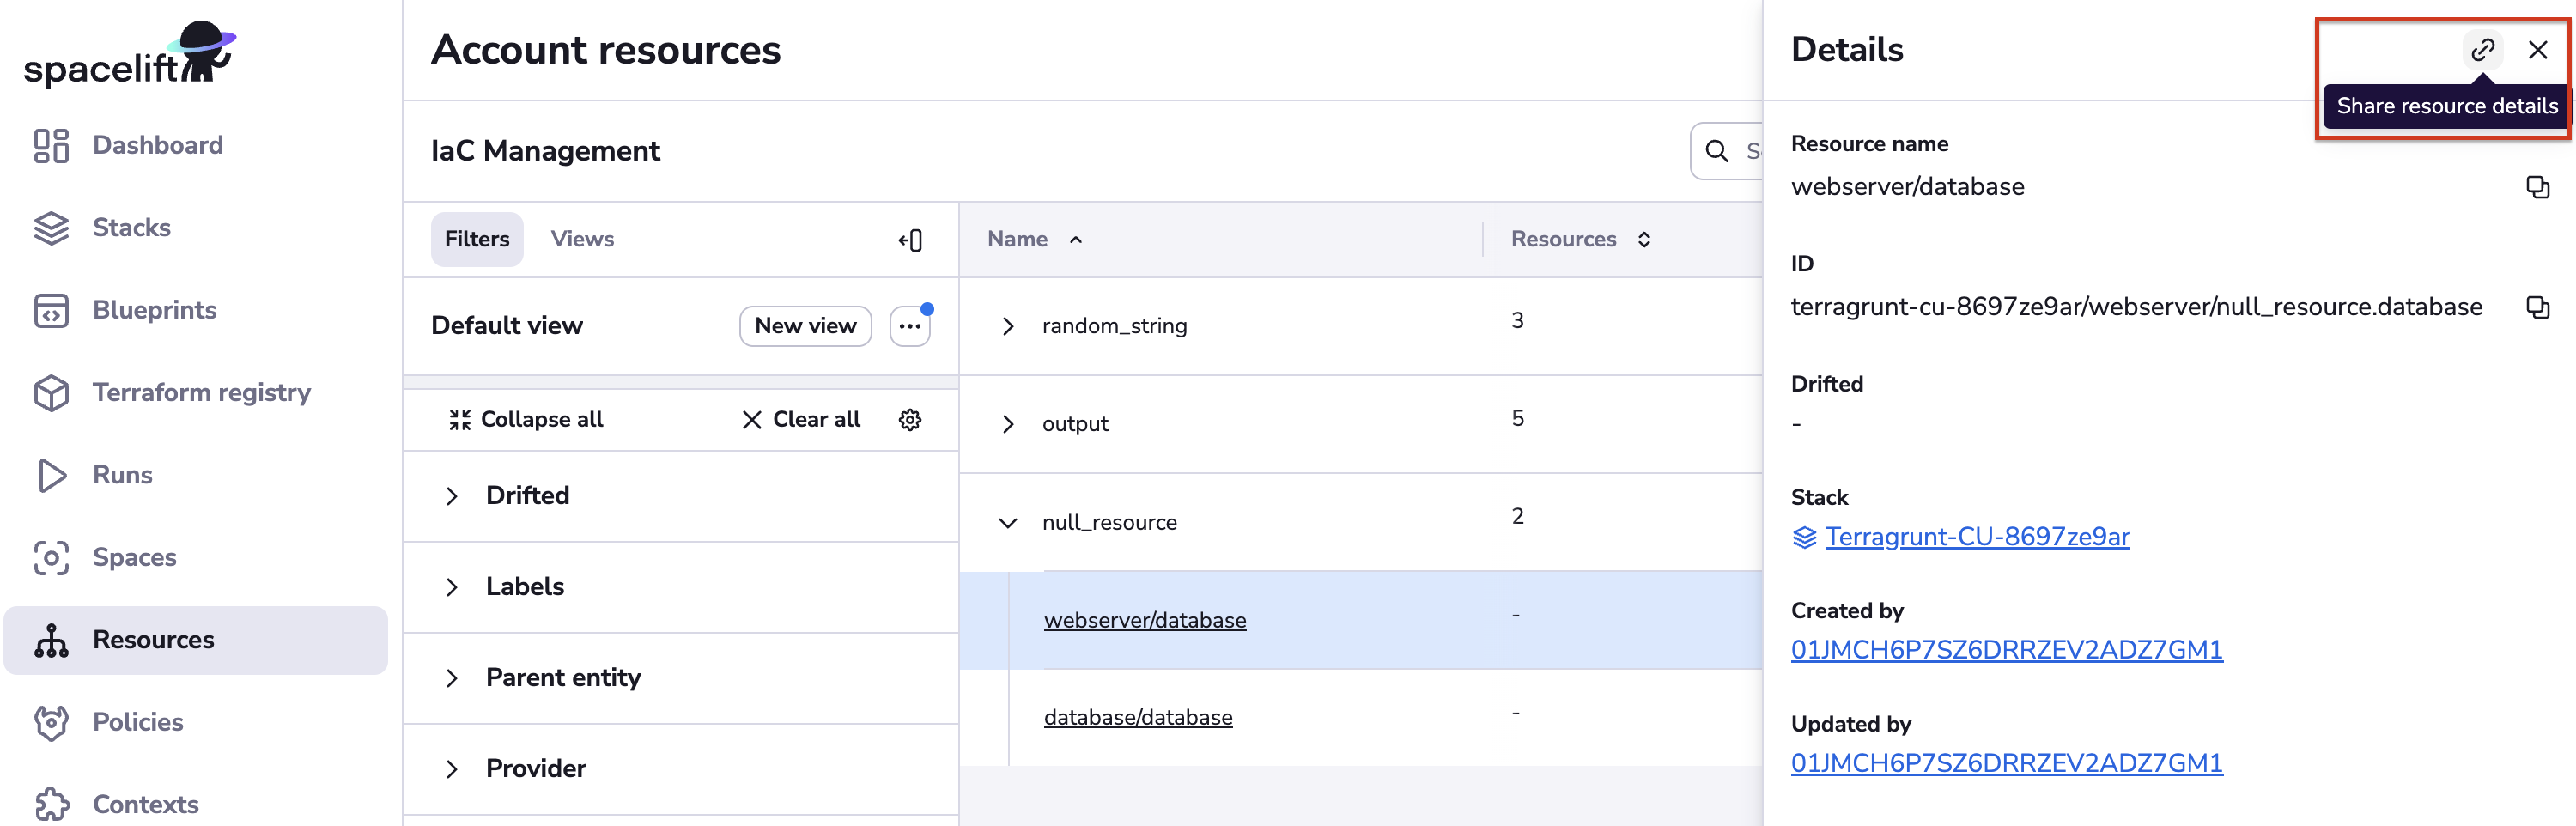 spacelift
Dashboard
Stacks
Blueprints
Terraform registry
Runs
Spaces
Resources
Policies
Contexts
Account resources
IaC Management
Filters Views
Default view New view
Collapse all Clear all
Drifted
Labels
Parent entity
Provider
Name Resources
random_string 3
output 5
null_resource 2
webserver/database -
database/database -
Details
Share resource details
Resource name
webserver/database
ID
terragrunt-cu-8697ze9ar/webserver/null_resource.database
Drifted
-
Stack
Terragrunt-CU-8697ze9ar
Created by
01JMCH6P7SZ6DRRZEV2ADZ7GM1
Updated by
01JMCH6P7SZ6DRRZEV2ADZ7GM1